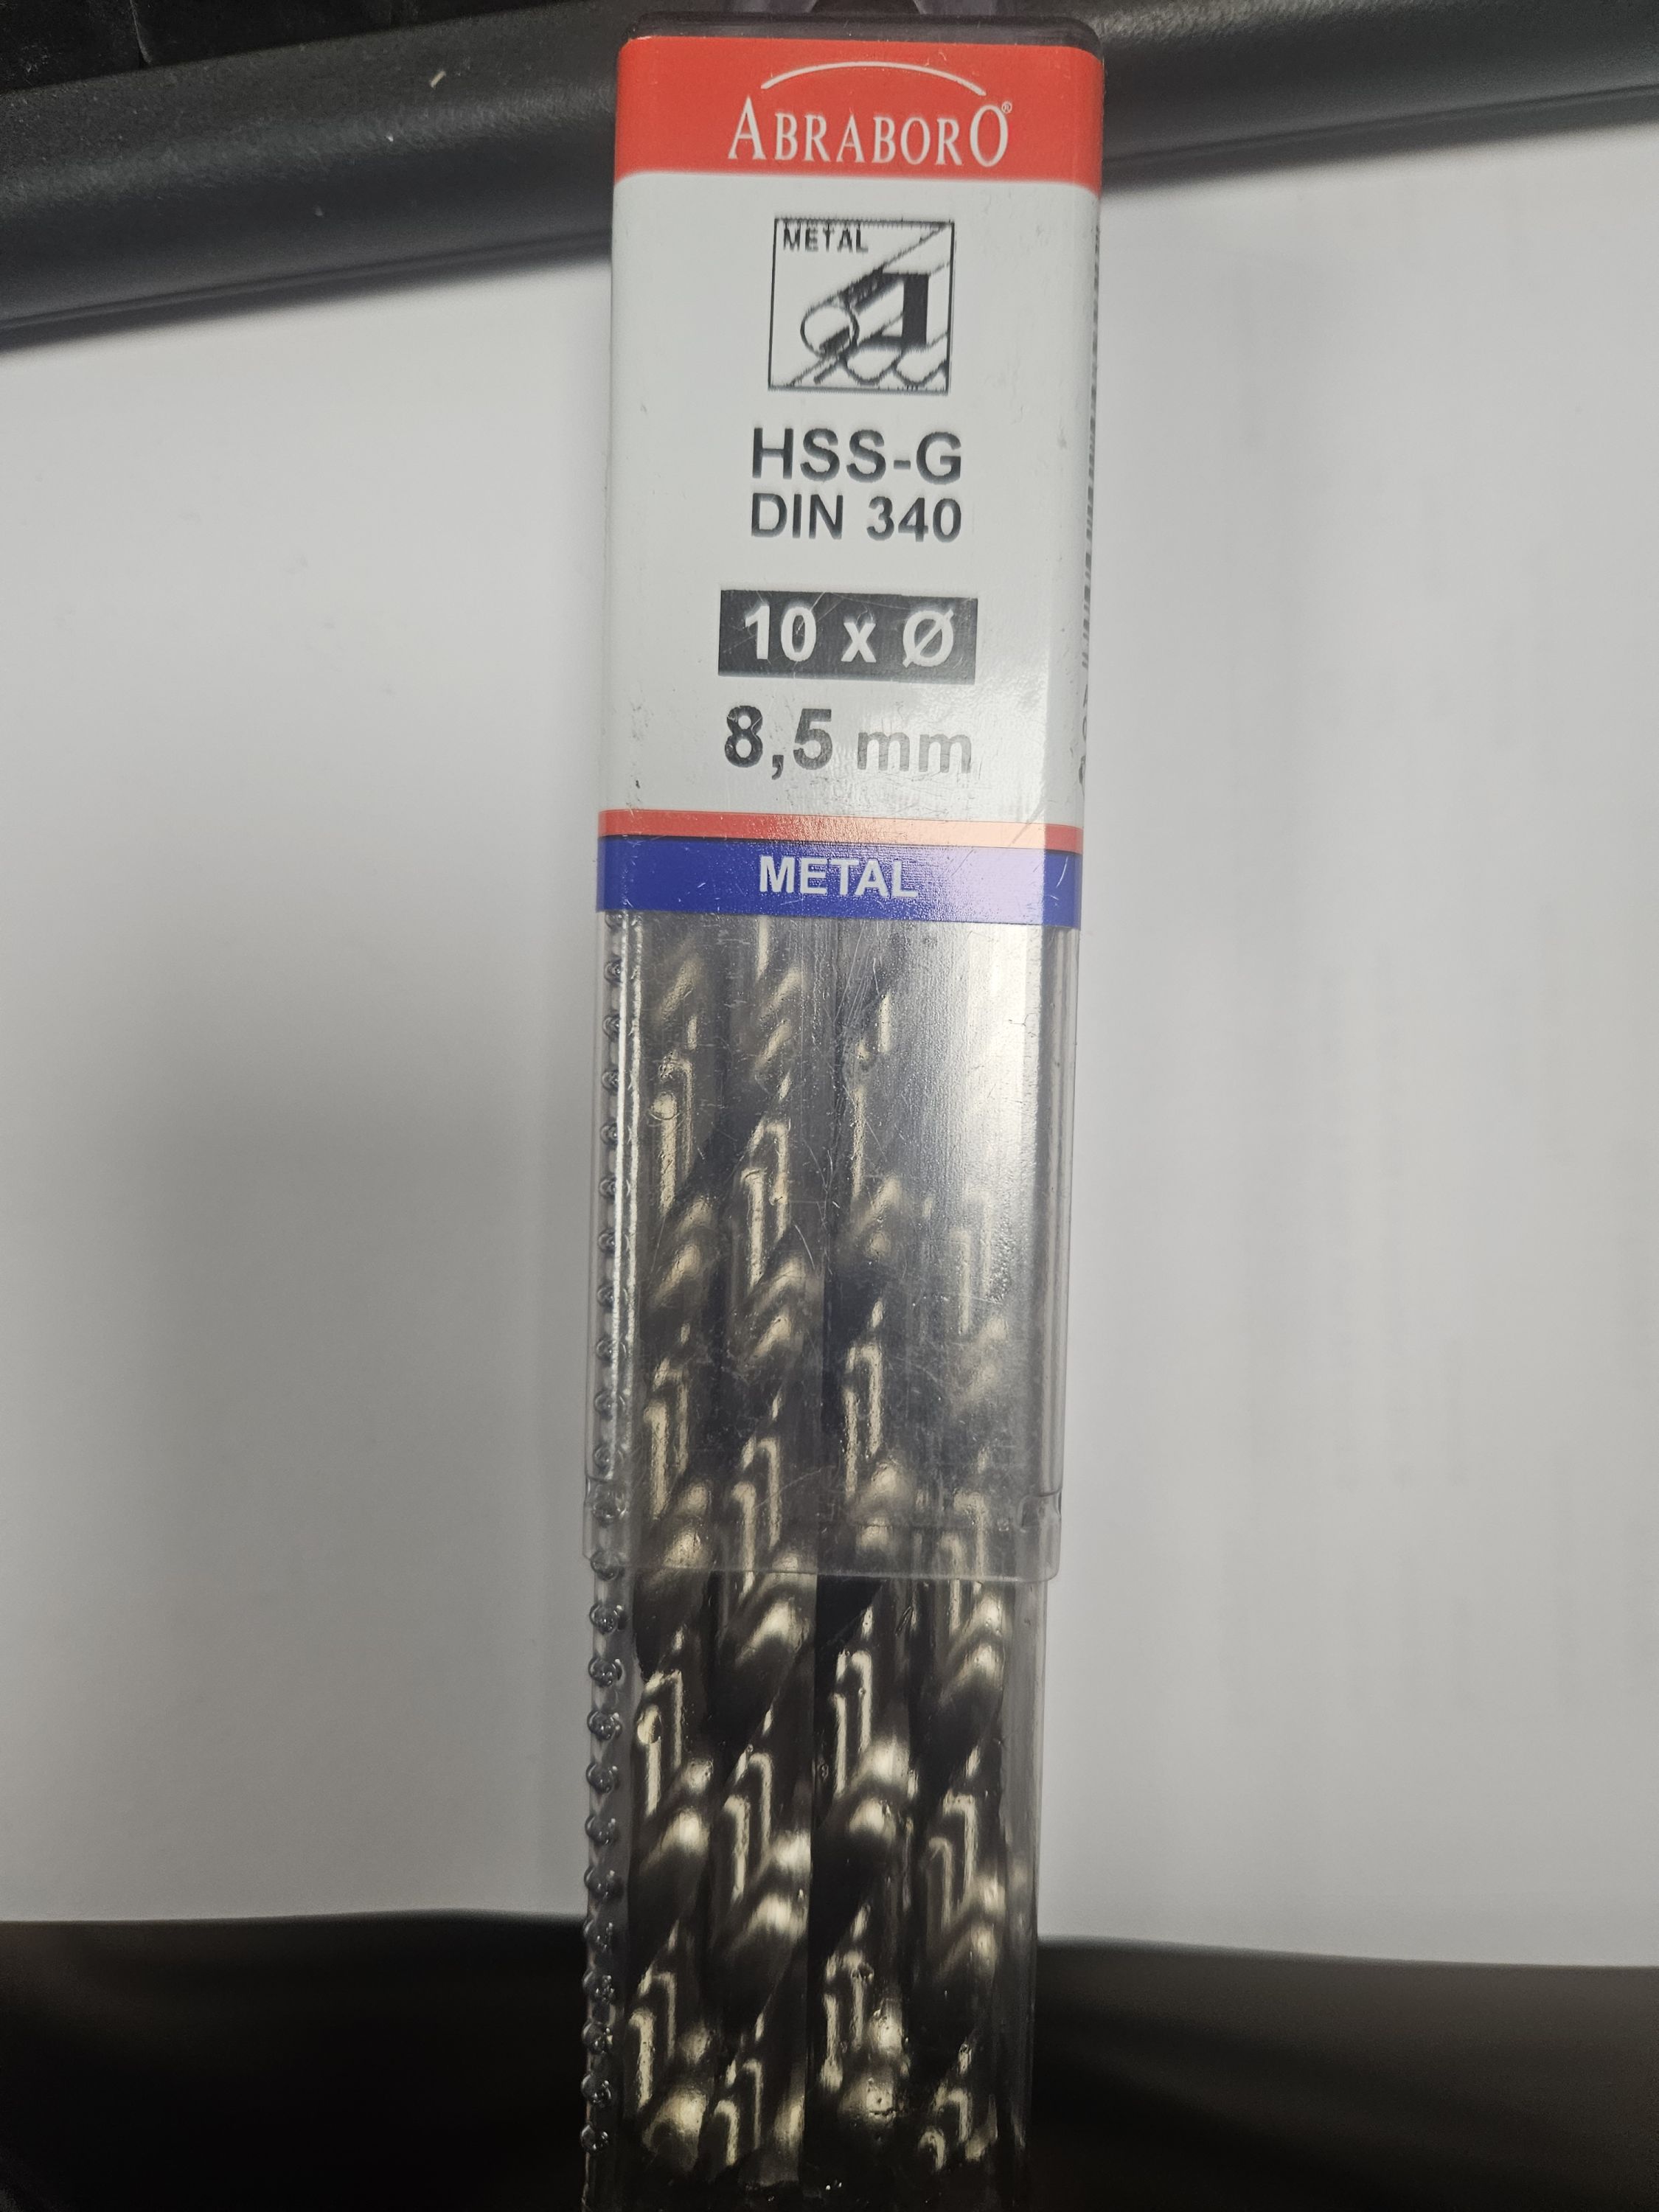 ABRABORO®
METAL
HSS-G
DIN 340
10 x Ø
8,5 mm
METAL